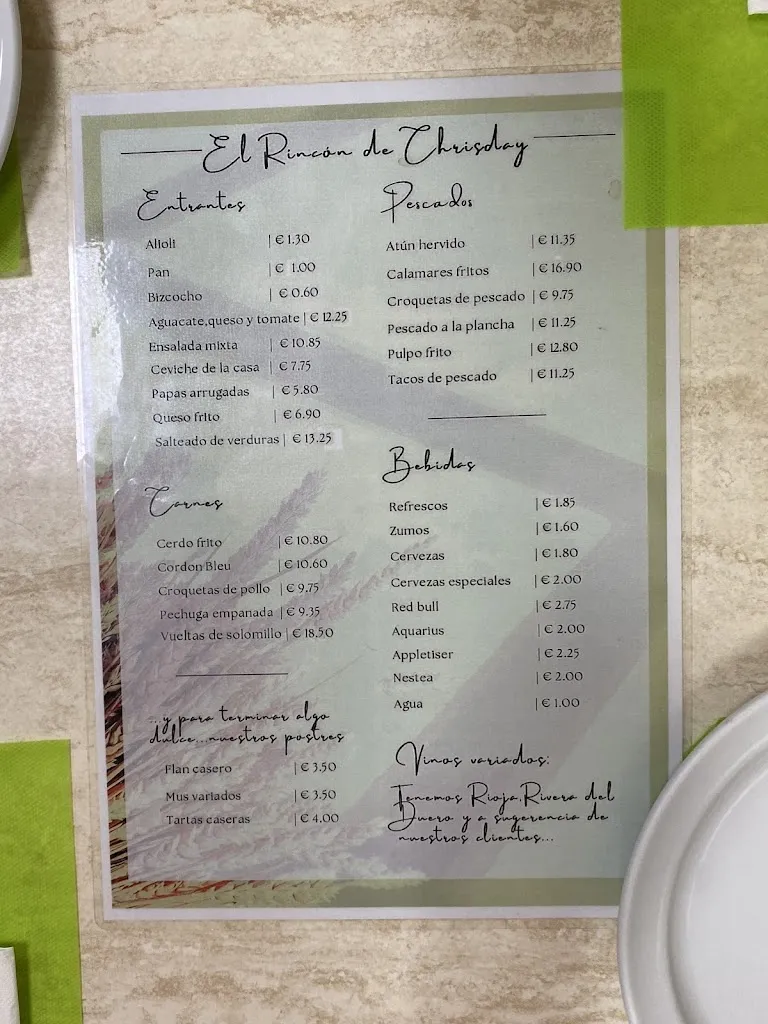 El Rincón de Chrisday
Entrantes
Alioli | € 1.30
Pan | € 1.00
Bizcocho | € 0.60
Aguacate,queso y tomate | € 12.25
Ensalada mixta | € 10.85
Ceviche de la casa | € 7.75
Papas arrugadas | € 5.80
Queso frito | € 6.90
Salteado de verduras | € 13.25
Carnes
Cerdo frito | € 10.80
Cordon Bleu | € 10.60
Croquetas de pollo | € 9.75
Pechuga empanada | € 9.35
Vueltas de solomillo | € 18.50
...y para terminar algo
dulce...nuestros postres
Flan casero | € 3.50
Mus variados | € 3.50
Tartas caseras | € 4.00
Pescados
Atún hervido | € 11.35
Calamares fritos | € 16.90
Croquetas de pescado | € 9.75
Pescado a la plancha | € 11.25
Pulpo frito | € 12.80
Tacos de pescado | € 11.25
Bebidas
Refrescos | € 1.85
Zumos | € 1.60
Cervezas | € 1.80
Cervezas especiales | € 2.00
Red bull | € 2.75
Aquarius | € 2.00
Appletiser | € 2.25
Nestea | € 2.00
Agua | € 1.00
Vinos variados:
Tenemos Rioja,Rivera del
Duero y a sugerencia de
nuestros clientes...